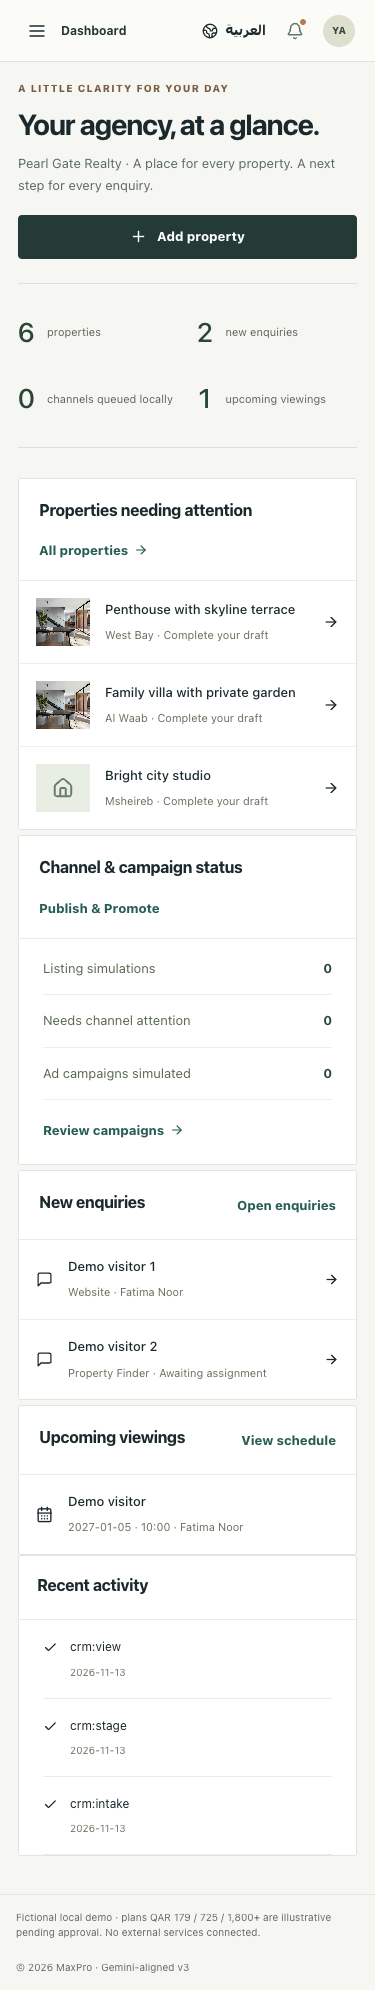 Dashboard
العربية
YA
A LITTLE CLARITY FOR YOUR DAY
Your agency, at a glance.
Pearl Gate Realty · A place for every property. A next
step for every enquiry.
Add property
6 properties
2 new enquiries
0 channels queued locally
1 upcoming viewings
Properties needing attention
All properties
Penthouse with skyline terrace
West Bay · Complete your draft
Family villa with private garden
Al Waab · Complete your draft
Bright city studio
Msheireb · Complete your draft
Channel & campaign status
Publish & Promote
Listing simulations 0
Needs channel attention 0
Ad campaigns simulated 0
Review campaigns
New enquiries
Open enquiries
Demo visitor 1
Website · Fatima Noor
Demo visitor 2
Property Finder · Awaiting assignment
Upcoming viewings
View schedule
Demo visitor
2027-01-05 · 10:00 · Fatima Noor
Recent activity
crm:view
2026-11-13
crm:stage
2026-11-13
crm:intake
2026-11-13
Fictional local demo · plans QAR 179 / 725 / 1,800+ are illustrative
pending approval. No external services connected.
© 2026 MaxPro · Gemini-aligned v3